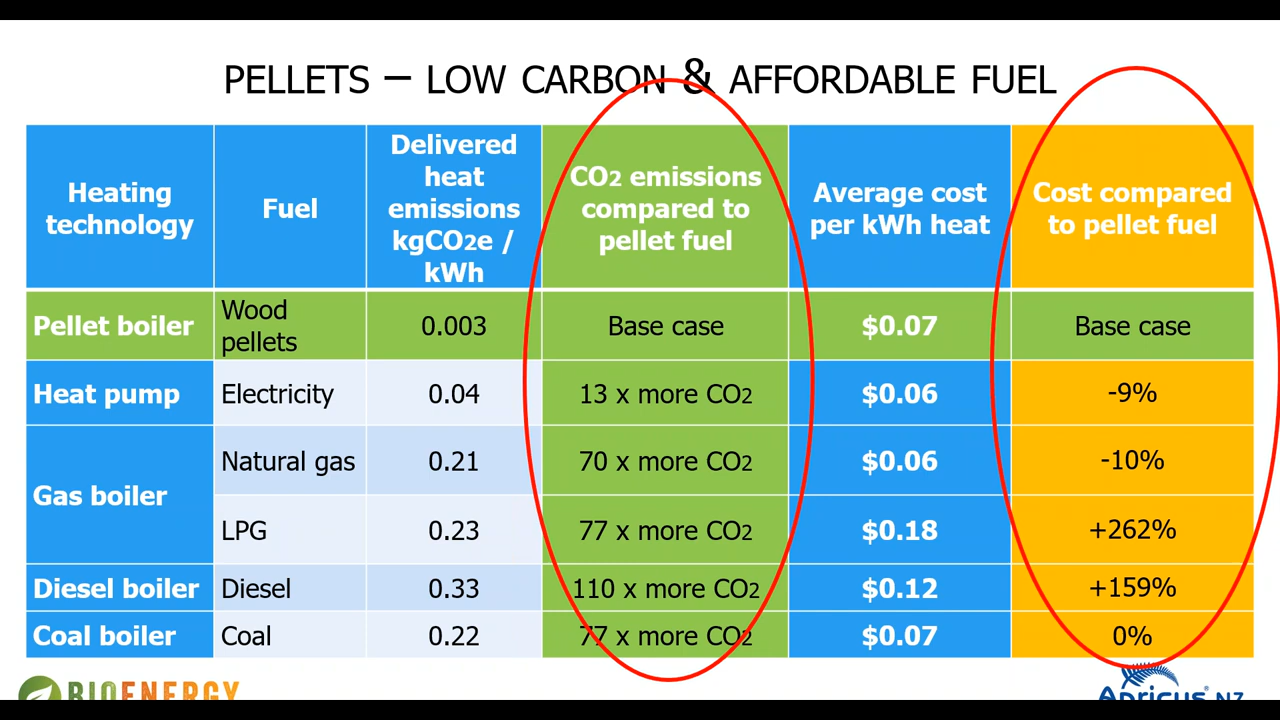 PELLETS – LOW CARBON & AFFORDABLE FUEL
Heating technology
Fuel
Delivered heat emissions kgCO2e / kWh
CO2 emissions compared to pellet fuel
Average cost per kWh heat
Cost compared to pellet fuel
Pellet boiler
Wood pellets
0.003
Base case
$0.07
Base case
Heat pump
Electricity
0.04
13 x more CO2
$0.06
-9%
Gas boiler
Natural gas
0.21
70 x more CO2
$0.06
-10%
LPG
0.23
77 x more CO2
$0.18
+262%
Diesel boiler
Diesel
0.33
110 x more CO2
$0.12
+159%
Coal boiler
Coal
0.22
77 x more CO2
$0.07
0%
BIOENERGY
Apricus® NZ